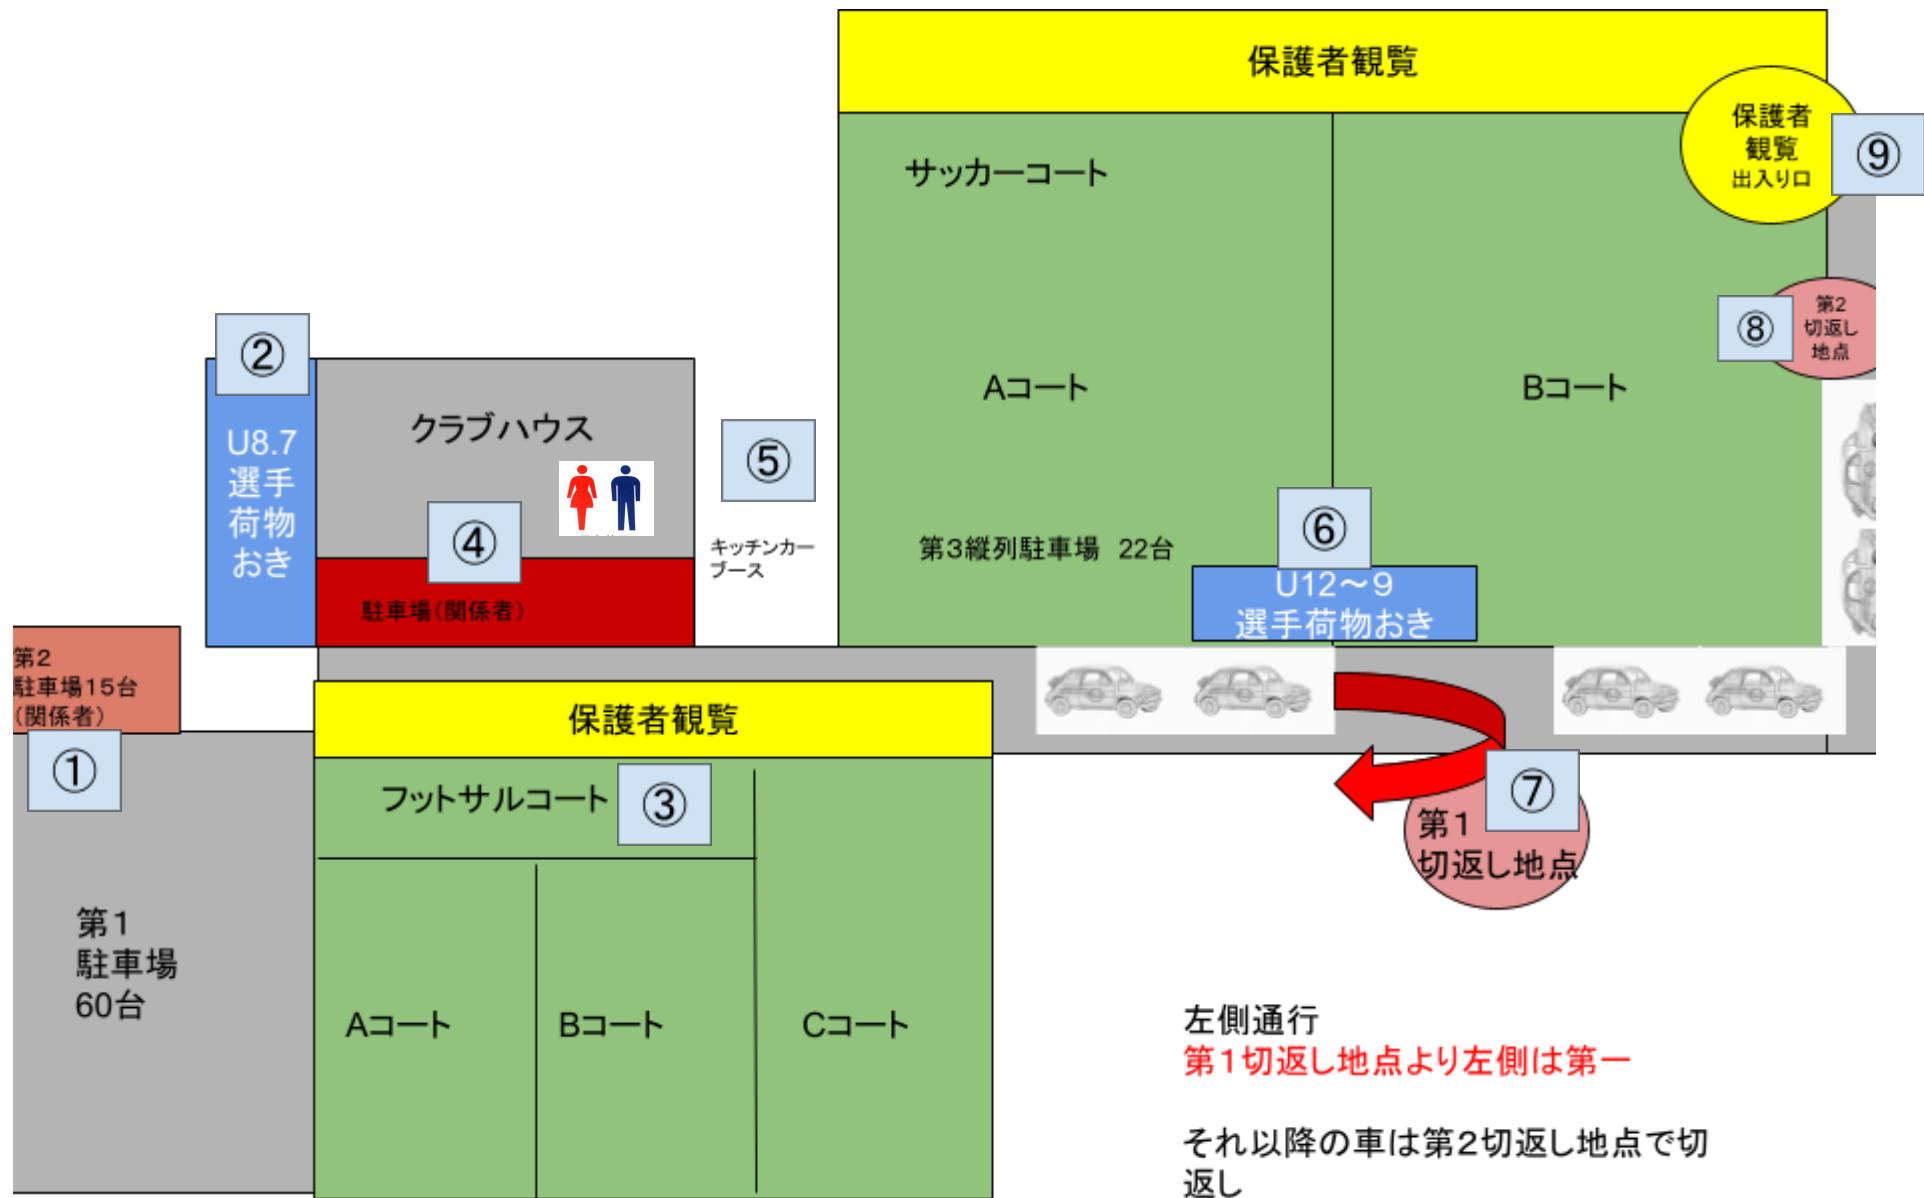 保護者観覧
保護者
観覧
出入り口
⑨
サッカーコート
第2
切返し
地点
⑧
②
Aコート
Bコート
クラブハウス
U8.7
選手
荷物
おき
⑤
④
⑥
キッチンカー
ブース
第３縦列駐車場 22台
U12～９
選手荷物おき
駐車場（関係者）
第２
駐車場１５台
（関係者）
①
保護者観覧
フットサルコート
③
⑦
第１
切返し地点
第１
駐車場
60台
Aコート
Bコート
Cコート
左側通行
第１切返し地点より左側は第一
それ以降の車は第２切返し地点で切
返し